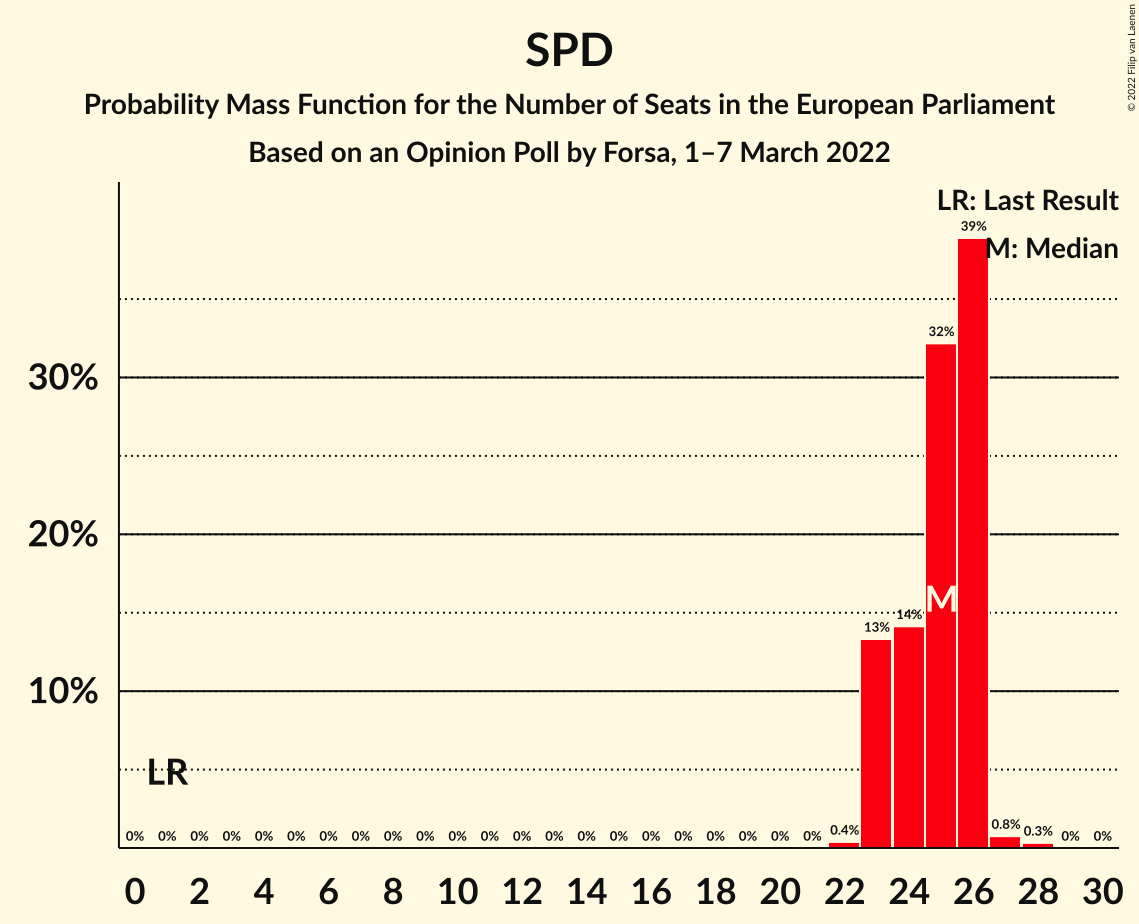 SPD
Probability Mass Function for the Number of Seats in the European Parliament
Based on an Opinion Poll by Forsa, 1–7 March 2022
© 2022 Filip van Laenen
LR: Last Result
M: Median
39%
32%
30%
20%
M
14%
13%
10%
LR
0% 0% 0% 0% 0% 0% 0% 0% 0% 0% 0% 0% 0% 0% 0% 0% 0% 0% 0% 0% 0% 0% 0.4% 0.8% 0.3% 0% 0%
0 2 4 6 8 10 12 14 16 18 20 22 24 26 28 30